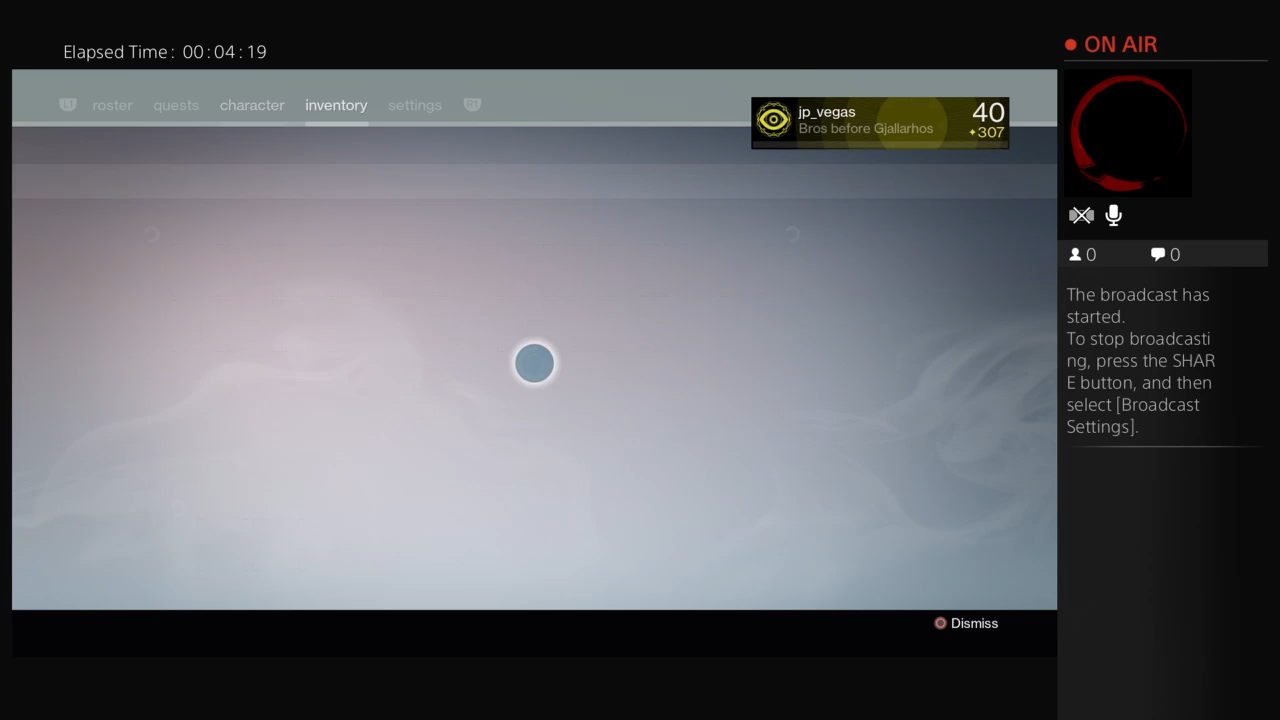 Elapsed Time: 00:04:19
ON AIR
L1 roster quests character inventory settings R1
jp_vegas
Bros before Gjallarhos
40
307
0 0
The broadcast has
started.
To stop broadcasti
ng, press the SHAR
E button, and then
select [Broadcast
Settings].
Dismiss